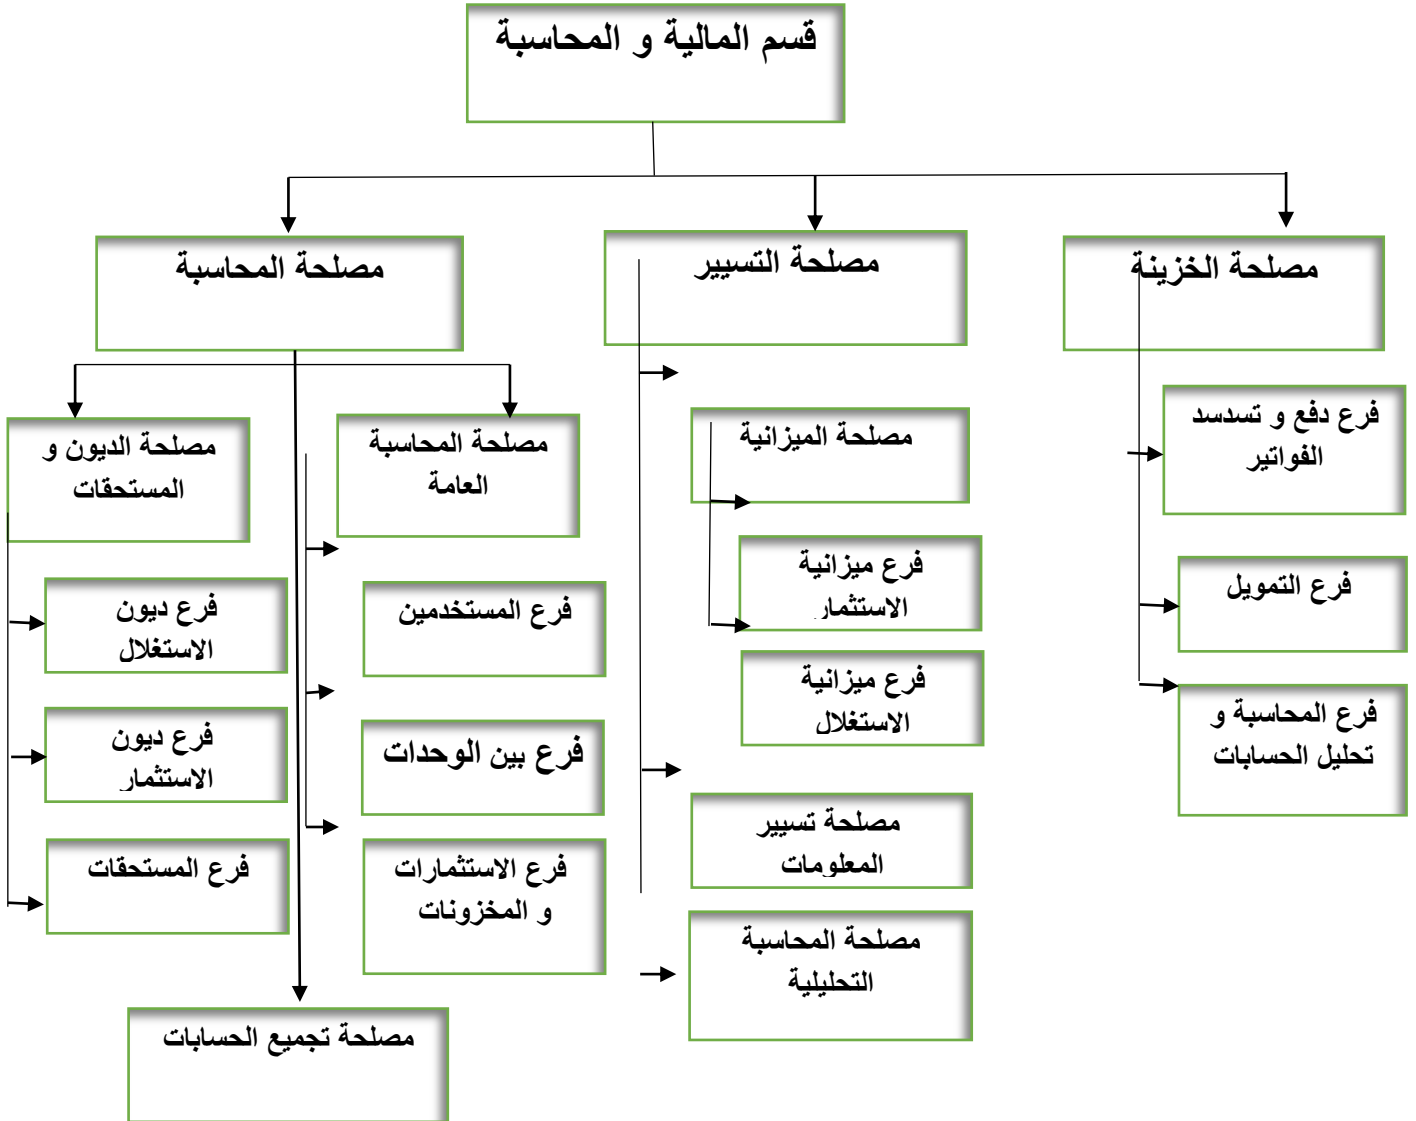 قسم المالية و المحاسبة
مصلحة الخزينة
مصلحة التسيير
مصلحة المحاسبة
فرع دفع و تسدسد
الفواتير
فرع التمويل
فرع المحاسبة و
تحليل الحسابات
مصلحة الميزانية
فرع ميزانية
الاستثمار
فرع ميزانية
الاستغلال
مصلحة تسيير
المعلومات
مصلحة المحاسبة
التحليلية
مصلحة المحاسبة
العامة
فرع المستخدمين
فرع بين الوحدات
فرع الاستثمارات
و المخزونات
مصلحة الديون و
المستحقات
فرع ديون
الاستغلال
فرع ديون
الاستثمار
فرع المستحقات
مصلحة تجميع الحسابات